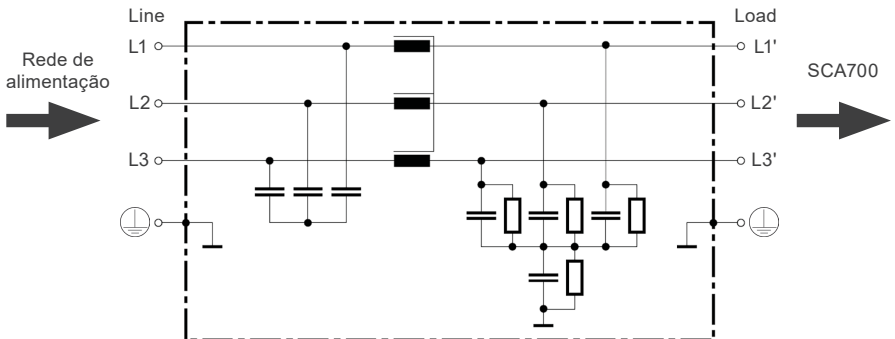 Line
Load
L1
L1'
Rede de
alimentação
SCA700
L2
L2'
L3
L3'